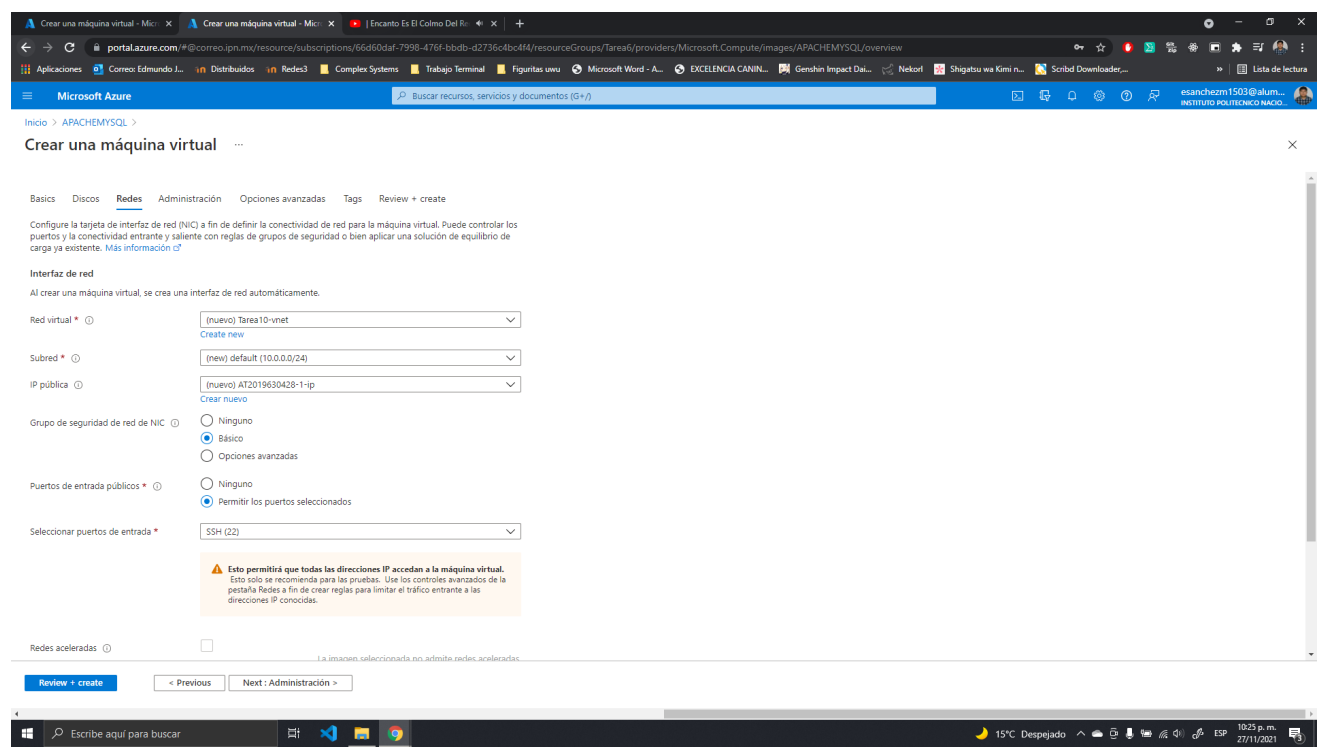 Crear una máquina virtual - Micr
Crear una máquina virtual - Micr
| Encanto Es El Colmo Del Re
portal.azure.com/#@correo.ipn.mx/resource/subscriptions/66d60daf-7998-476f-bbdb-d2736c4bc4f4/resourceGroups/Tarea6/providers/Microsoft.Compute/images/APACHEMYSQL/overview
Aplicaciones Correo: Edmundo J... Distribuidos Redes3 Complex Systems Trabajo Terminal Figuritas uwu Microsoft Word - A... EXCELENCIA CANIN... Genshin Impact Dai... Nekorl Shigatsu wa Kimi n... Scribd Downloader,... » Lista de lectura
Microsoft Azure
Buscar recursos, servicios y documentos (G+/)
esanchezm1503@alum...
INSTITUTO POLITECNICO NACIO...
Inicio > APACHEMYSQL >
Crear una máquina virtual ...
Basics Discos Redes Administración Opciones avanzadas Tags Review + create
Configure la tarjeta de interfaz de red (NIC) a fin de definir la conectividad de red para la máquina virtual. Puede controlar los
puertos y la conectividad entrante y saliente con reglas de grupos de seguridad o bien aplicar una solución de equilibrio de
carga ya existente. Más información
Interfaz de red
Al crear una máquina virtual, se crea una interfaz de red automáticamente.
Red virtual *
(nuevo) Tarea10-vnet
Create new
Subred *
(new) default (10.0.0.0/24)
IP pública
(nuevo) AT2019630428-1-ip
Crear nuevo
Grupo de seguridad de red de NIC
Ninguno
Básico
Opciones avanzadas
Puertos de entrada públicos *
Ninguno
Permitir los puertos seleccionados
Seleccionar puertos de entrada *
SSH (22)
Esto permitirá que todas las direcciones IP accedan a la máquina virtual.
Esto solo se recomienda para las pruebas. Use los controles avanzados de la
pestaña Redes a fin de crear reglas para limitar el tráfico entrante a las
direcciones IP conocidas.
Redes aceleradas
La imagen seleccionada no admite redes aceleradas.
Review + create
< Previous
Next : Administración >
Escribe aquí para buscar
15°C Despejado
ESP
10:25 p. m.
27/11/2021
3